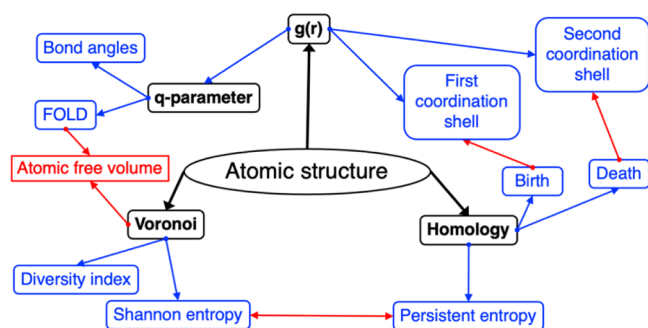 g(r)
Bond angles
Second
coordination
shell
First
coordination
shell
q-parameter
FOLD
Atomic free volume
Atomic structure
Birth
Death
Voronoi
Homology
Diversity index
Shannon entropy
Persistent entropy